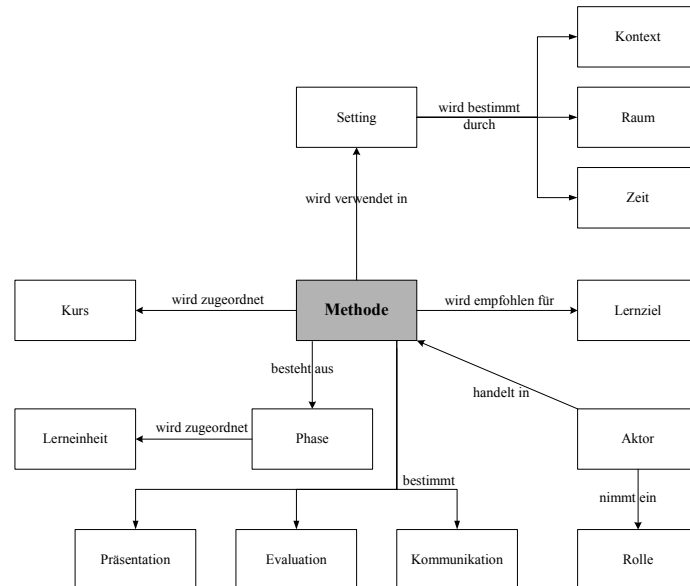 Kontext
Setting
wird bestimmt
durch
Raum
Zeit
wird verwendet in
Kurs
wird zugeordnet
Methode
wird empfohlen für
Lernziel
besteht aus
handelt in
Lerneinheit
wird zugeordnet
Phase
Aktor
bestimmt
nimmt ein
Präsentation
Evaluation
Kommunikation
Rolle